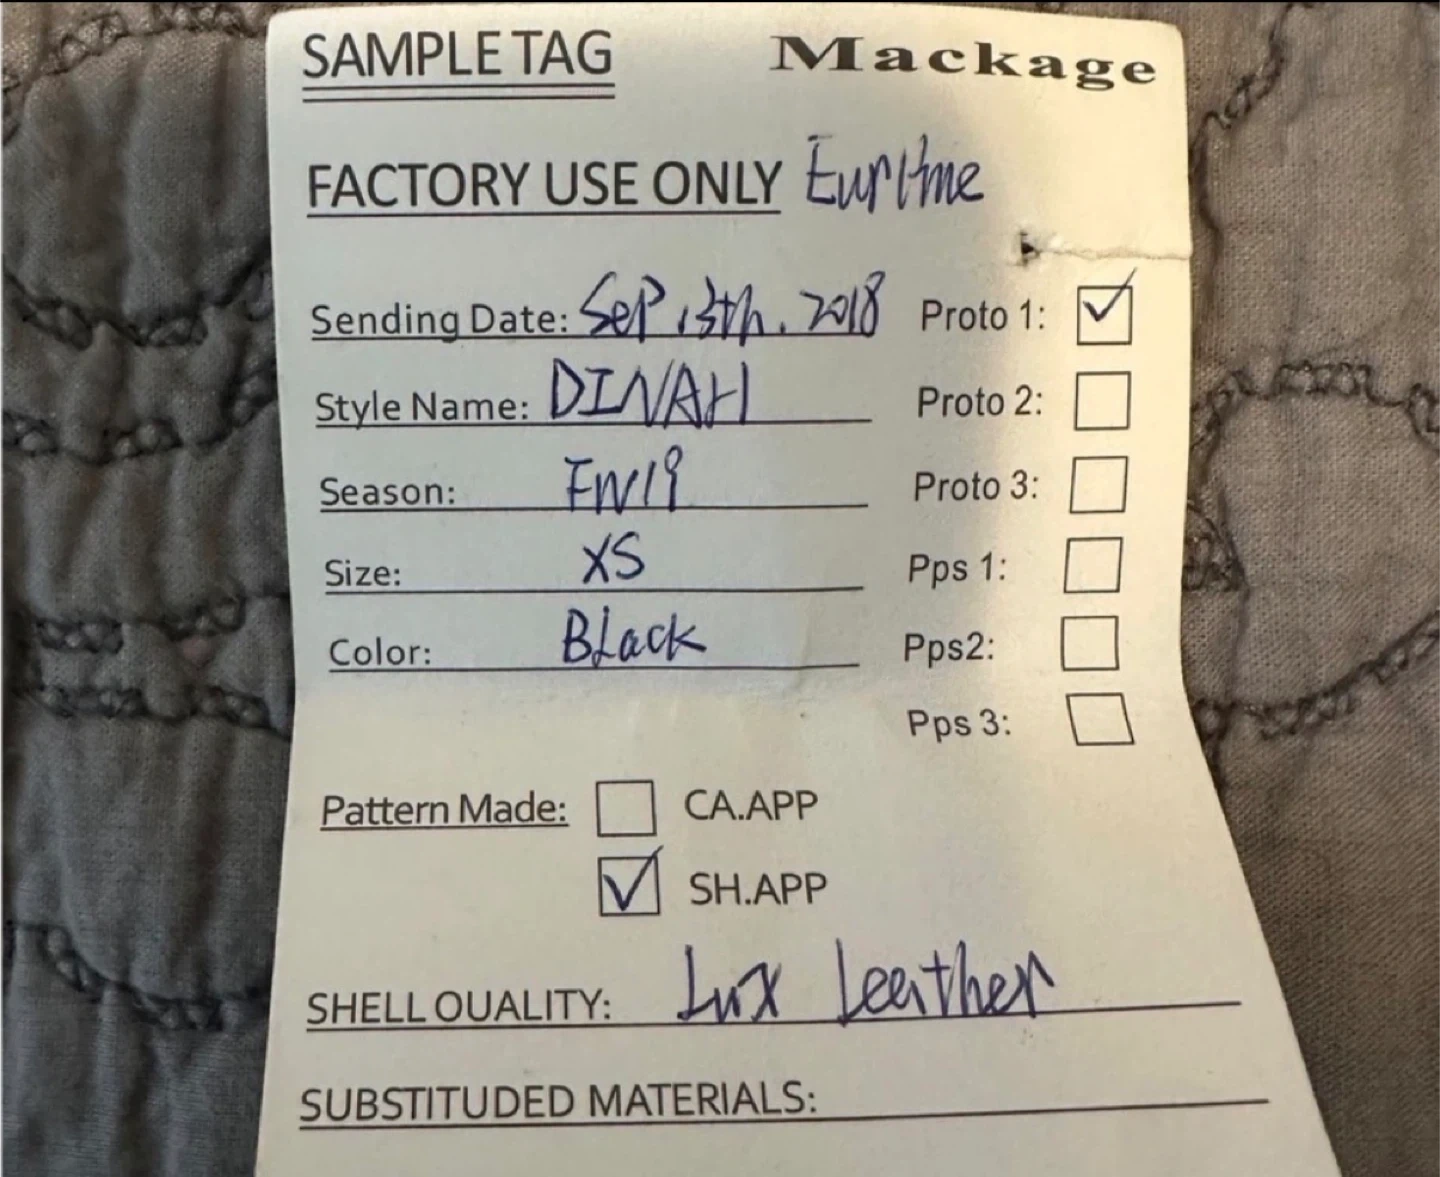 SAMPLE TAG Mackage
FACTORY USE ONLY
Sending Date: Sep 13th. 2018 Proto 1: ☑
Style Name: DINAH Proto 2: ☐
Season: FW19 Proto 3: ☐
Size: XS Pps 1: ☐
Color: BLack Pps2: ☐
Pps 3: ☐
Pattern Made: ☐ CA.APP
☑ SH.APP
SHELL OUALITY: Lux Leather
SUBSTITUDED MATERIALS: